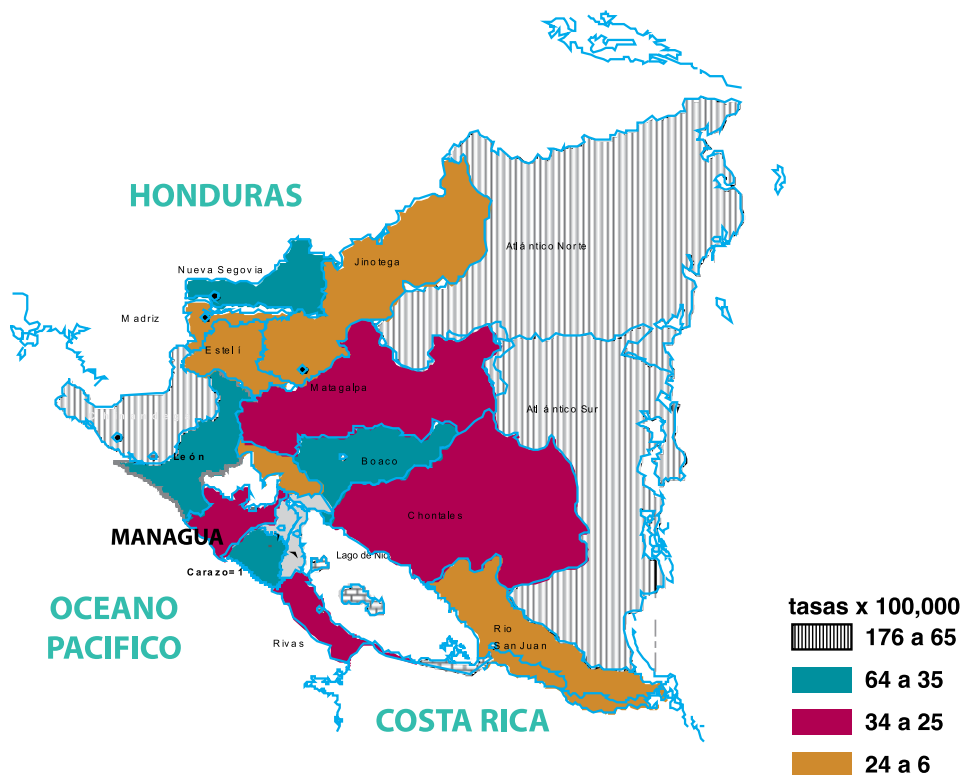 HONDURAS
Atlántico Norte
Jinotega
Nueva Segovia
Madriz
Estelí
Matagalpa
Atlántico Sur
León
Boaco
Chontales
MANAGUA
Lago de Nic
Carazo=1
OCEANO
PACIFICO
Rivas
Rio
San Juan
COSTA RICA
tasas x 100,000
176 a 65
64 a 35
34 a 25
24 a 6